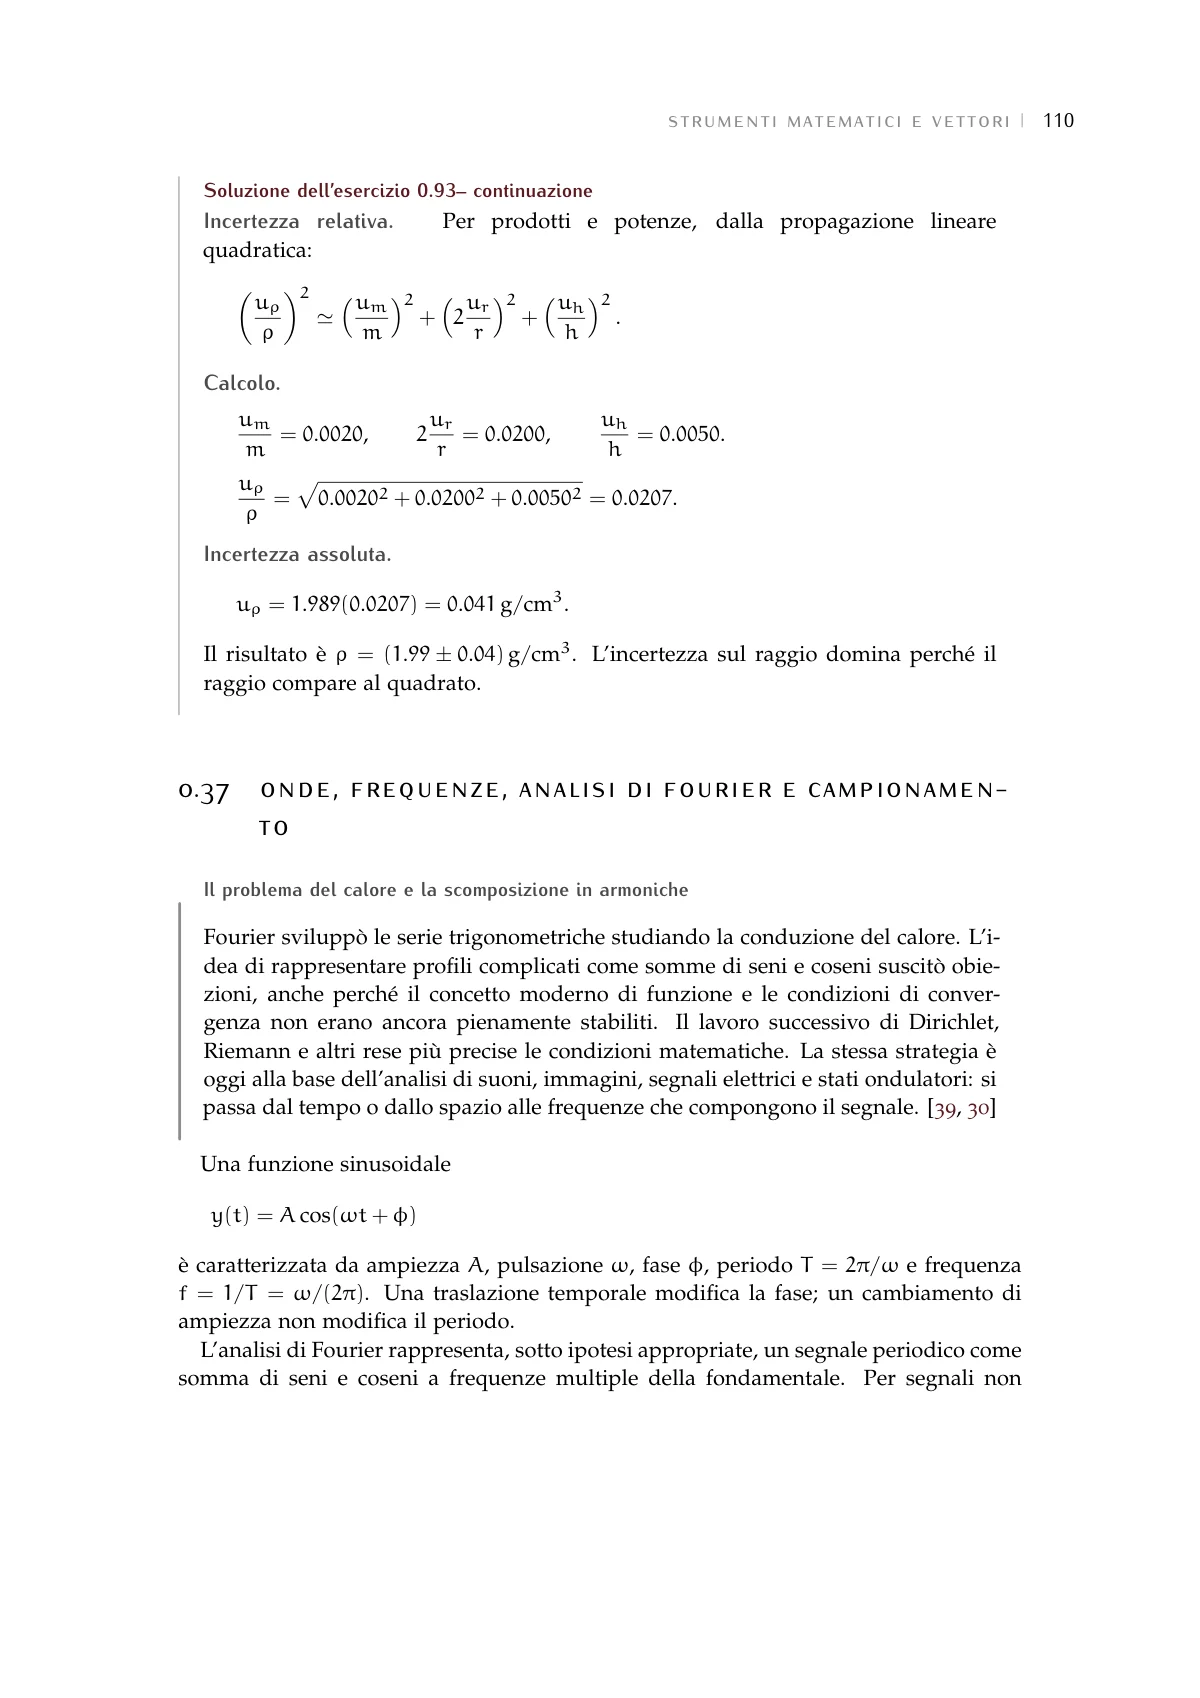 STRUMENTI MATEMATICI E VETTORI | 110
Soluzione dell'esercizio 0.93– continuazione
Incertezza relativa. Per prodotti e potenze, dalla propagazione lineare
quadratica:
(u_ρ/ρ)² ≃ (u_m/m)² + (2 u_r/r)² + (u_h/h)².
Calcolo.
u_m/m = 0.0020, 2 u_r/r = 0.0200, u_h/h = 0.0050.
u_ρ/ρ = √(0.0020² + 0.0200² + 0.0050²) = 0.0207.
Incertezza assoluta.
u_ρ = 1.989(0.0207) = 0.041 g/cm³.
Il risultato è ρ = (1.99 ± 0.04) g/cm³. L'incertezza sul raggio domina perché il
raggio compare al quadrato.
0.37 ONDE, FREQUENZE, ANALISI DI FOURIER E CAMPIONAMEN-
TO
Il problema del calore e la scomposizione in armoniche
Fourier sviluppò le serie trigonometriche studiando la conduzione del calore. L'i-
dea di rappresentare profili complicati come somme di seni e coseni suscitò obie-
zioni, anche perché il concetto moderno di funzione e le condizioni di conver-
genza non erano ancora pienamente stabiliti. Il lavoro successivo di Dirichlet,
Riemann e altri rese più precise le condizioni matematiche. La stessa strategia è
oggi alla base dell'analisi di suoni, immagini, segnali elettrici e stati ondulatori: si
passa dal tempo o dallo spazio alle frequenze che compongono il segnale. [39, 30]
Una funzione sinusoidale
y(t) = A cos(ωt + ϕ)
è caratterizzata da ampiezza A, pulsazione ω, fase ϕ, periodo T = 2π/ω e frequenza
f = 1/T = ω/(2π). Una traslazione temporale modifica la fase; un cambiamento di
ampiezza non modifica il periodo.
L'analisi di Fourier rappresenta, sotto ipotesi appropriate, un segnale periodico come
somma di seni e coseni a frequenze multiple della fondamentale. Per segnali non